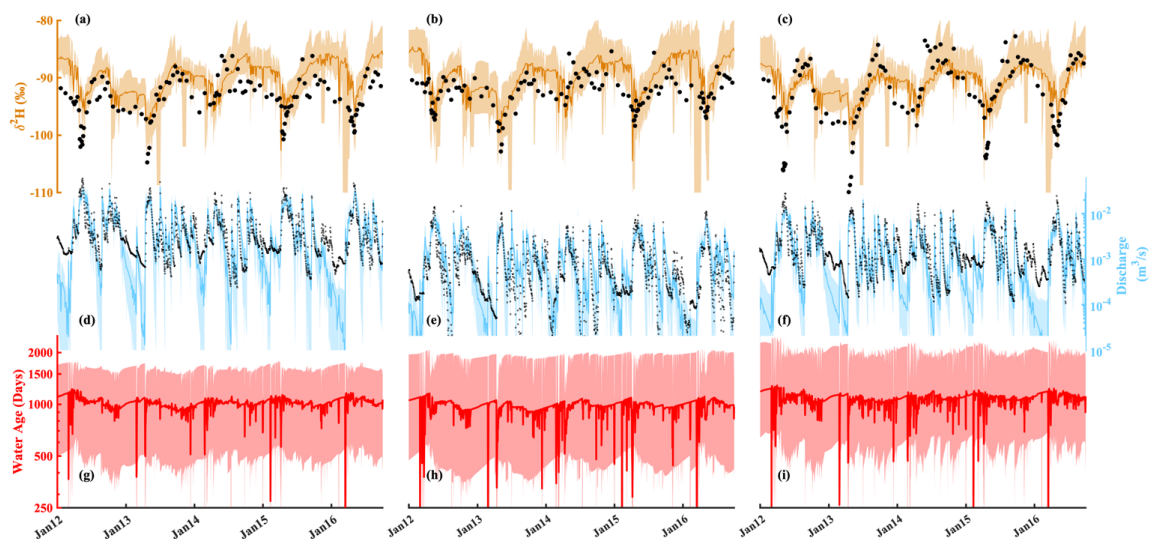 (a) (b) (c)
-80
-90
-100
-110
δ²H (‰)
10⁻²
10⁻³
10⁻⁴
10⁻⁵
Discharge
(m³/s)
(d) (e) (f)
2000
1500
1000
500
250
Water Age (Days)
(g) (h) (i)
Jan12 Jan13 Jan14 Jan15 Jan16 Jan12 Jan13 Jan14 Jan15 Jan16 Jan12 Jan13 Jan14 Jan15 Jan16